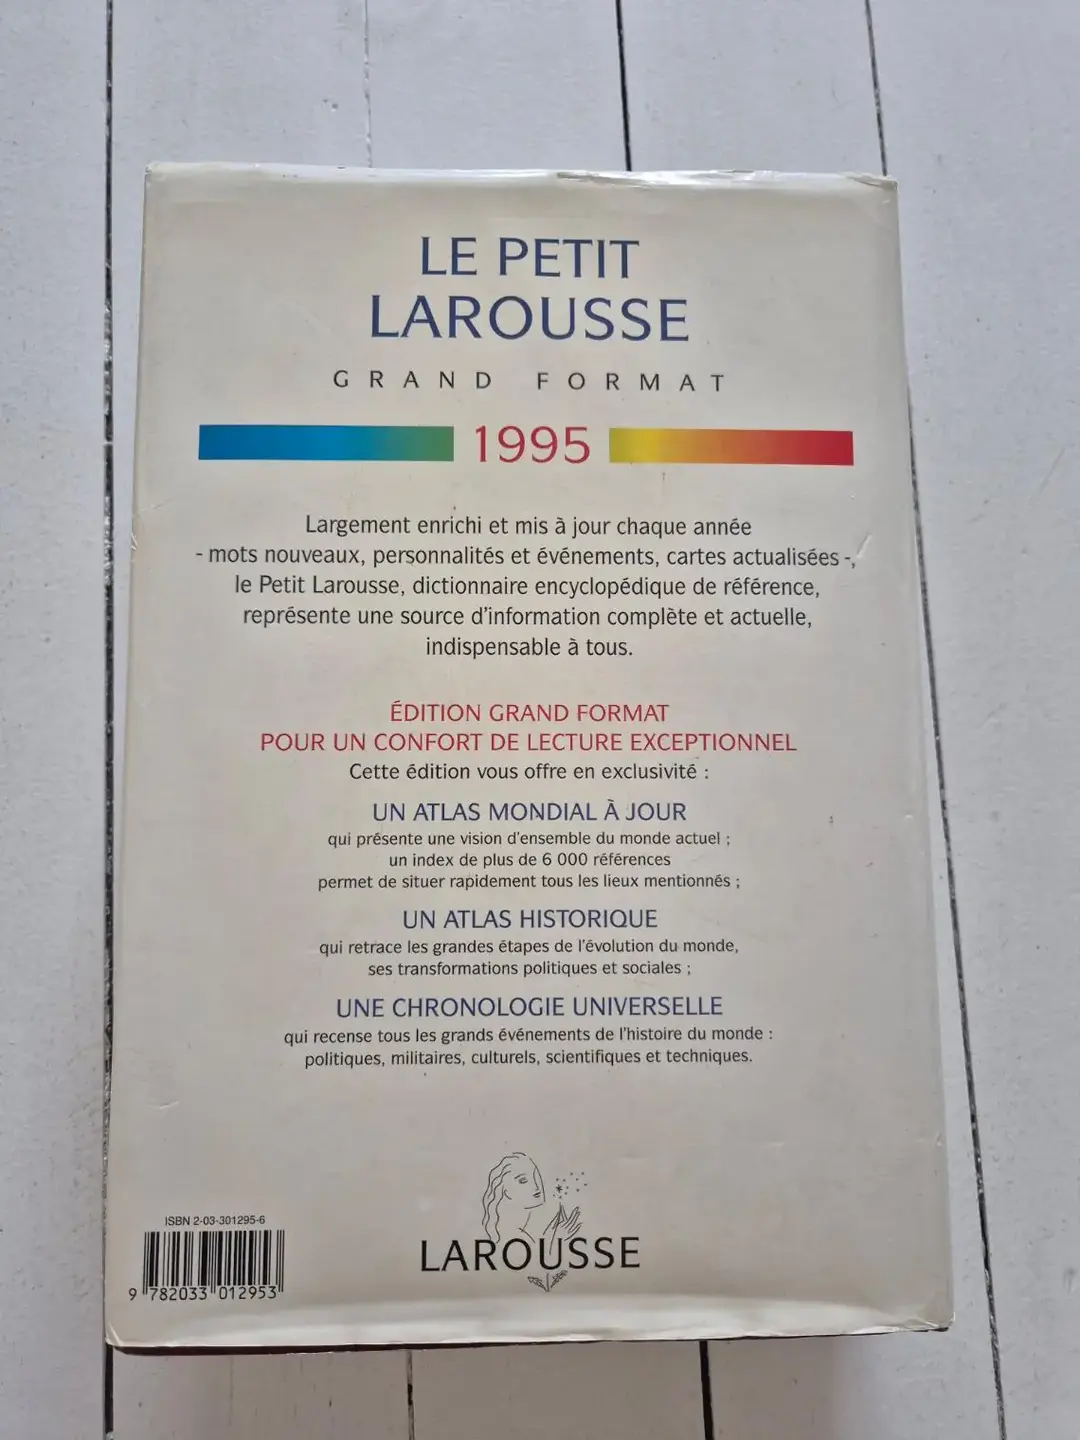 LE PETIT
LAROUSSE
GRAND FORMAT
1995
Largement enrichi et mis à jour chaque année
- mots nouveaux, personnalités et événements, cartes actualisées -,
le Petit Larousse, dictionnaire encyclopédique de référence,
représente une source d'information complète et actuelle,
indispensable à tous.
ÉDITION GRAND FORMAT
POUR UN CONFORT DE LECTURE EXCEPTIONNEL
Cette édition vous offre en exclusivité :
UN ATLAS MONDIAL À JOUR
qui présente une vision d'ensemble du monde actuel ;
un index de plus de 6 000 références
permet de situer rapidement tous les lieux mentionnés ;
UN ATLAS HISTORIQUE
qui retrace les grandes étapes de l'évolution du monde,
ses transformations politiques et sociales ;
UNE CHRONOLOGIE UNIVERSELLE
qui recense tous les grands événements de l'histoire du monde :
politiques, militaires, culturels, scientifiques et techniques.
LAROUSSE
ISBN 2-03-301295-6
9 782033 012953